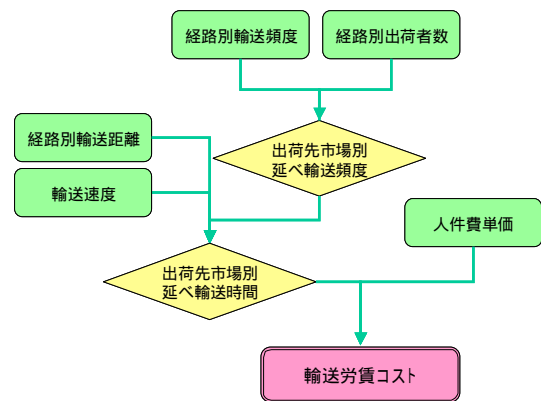 経路別輸送頻度
経路別出荷者数
経路別輸送距離
出荷先市場別
延べ輸送頻度
輸送速度
人件費単価
出荷先市場別
延べ輸送時間
輸送労賃コスト